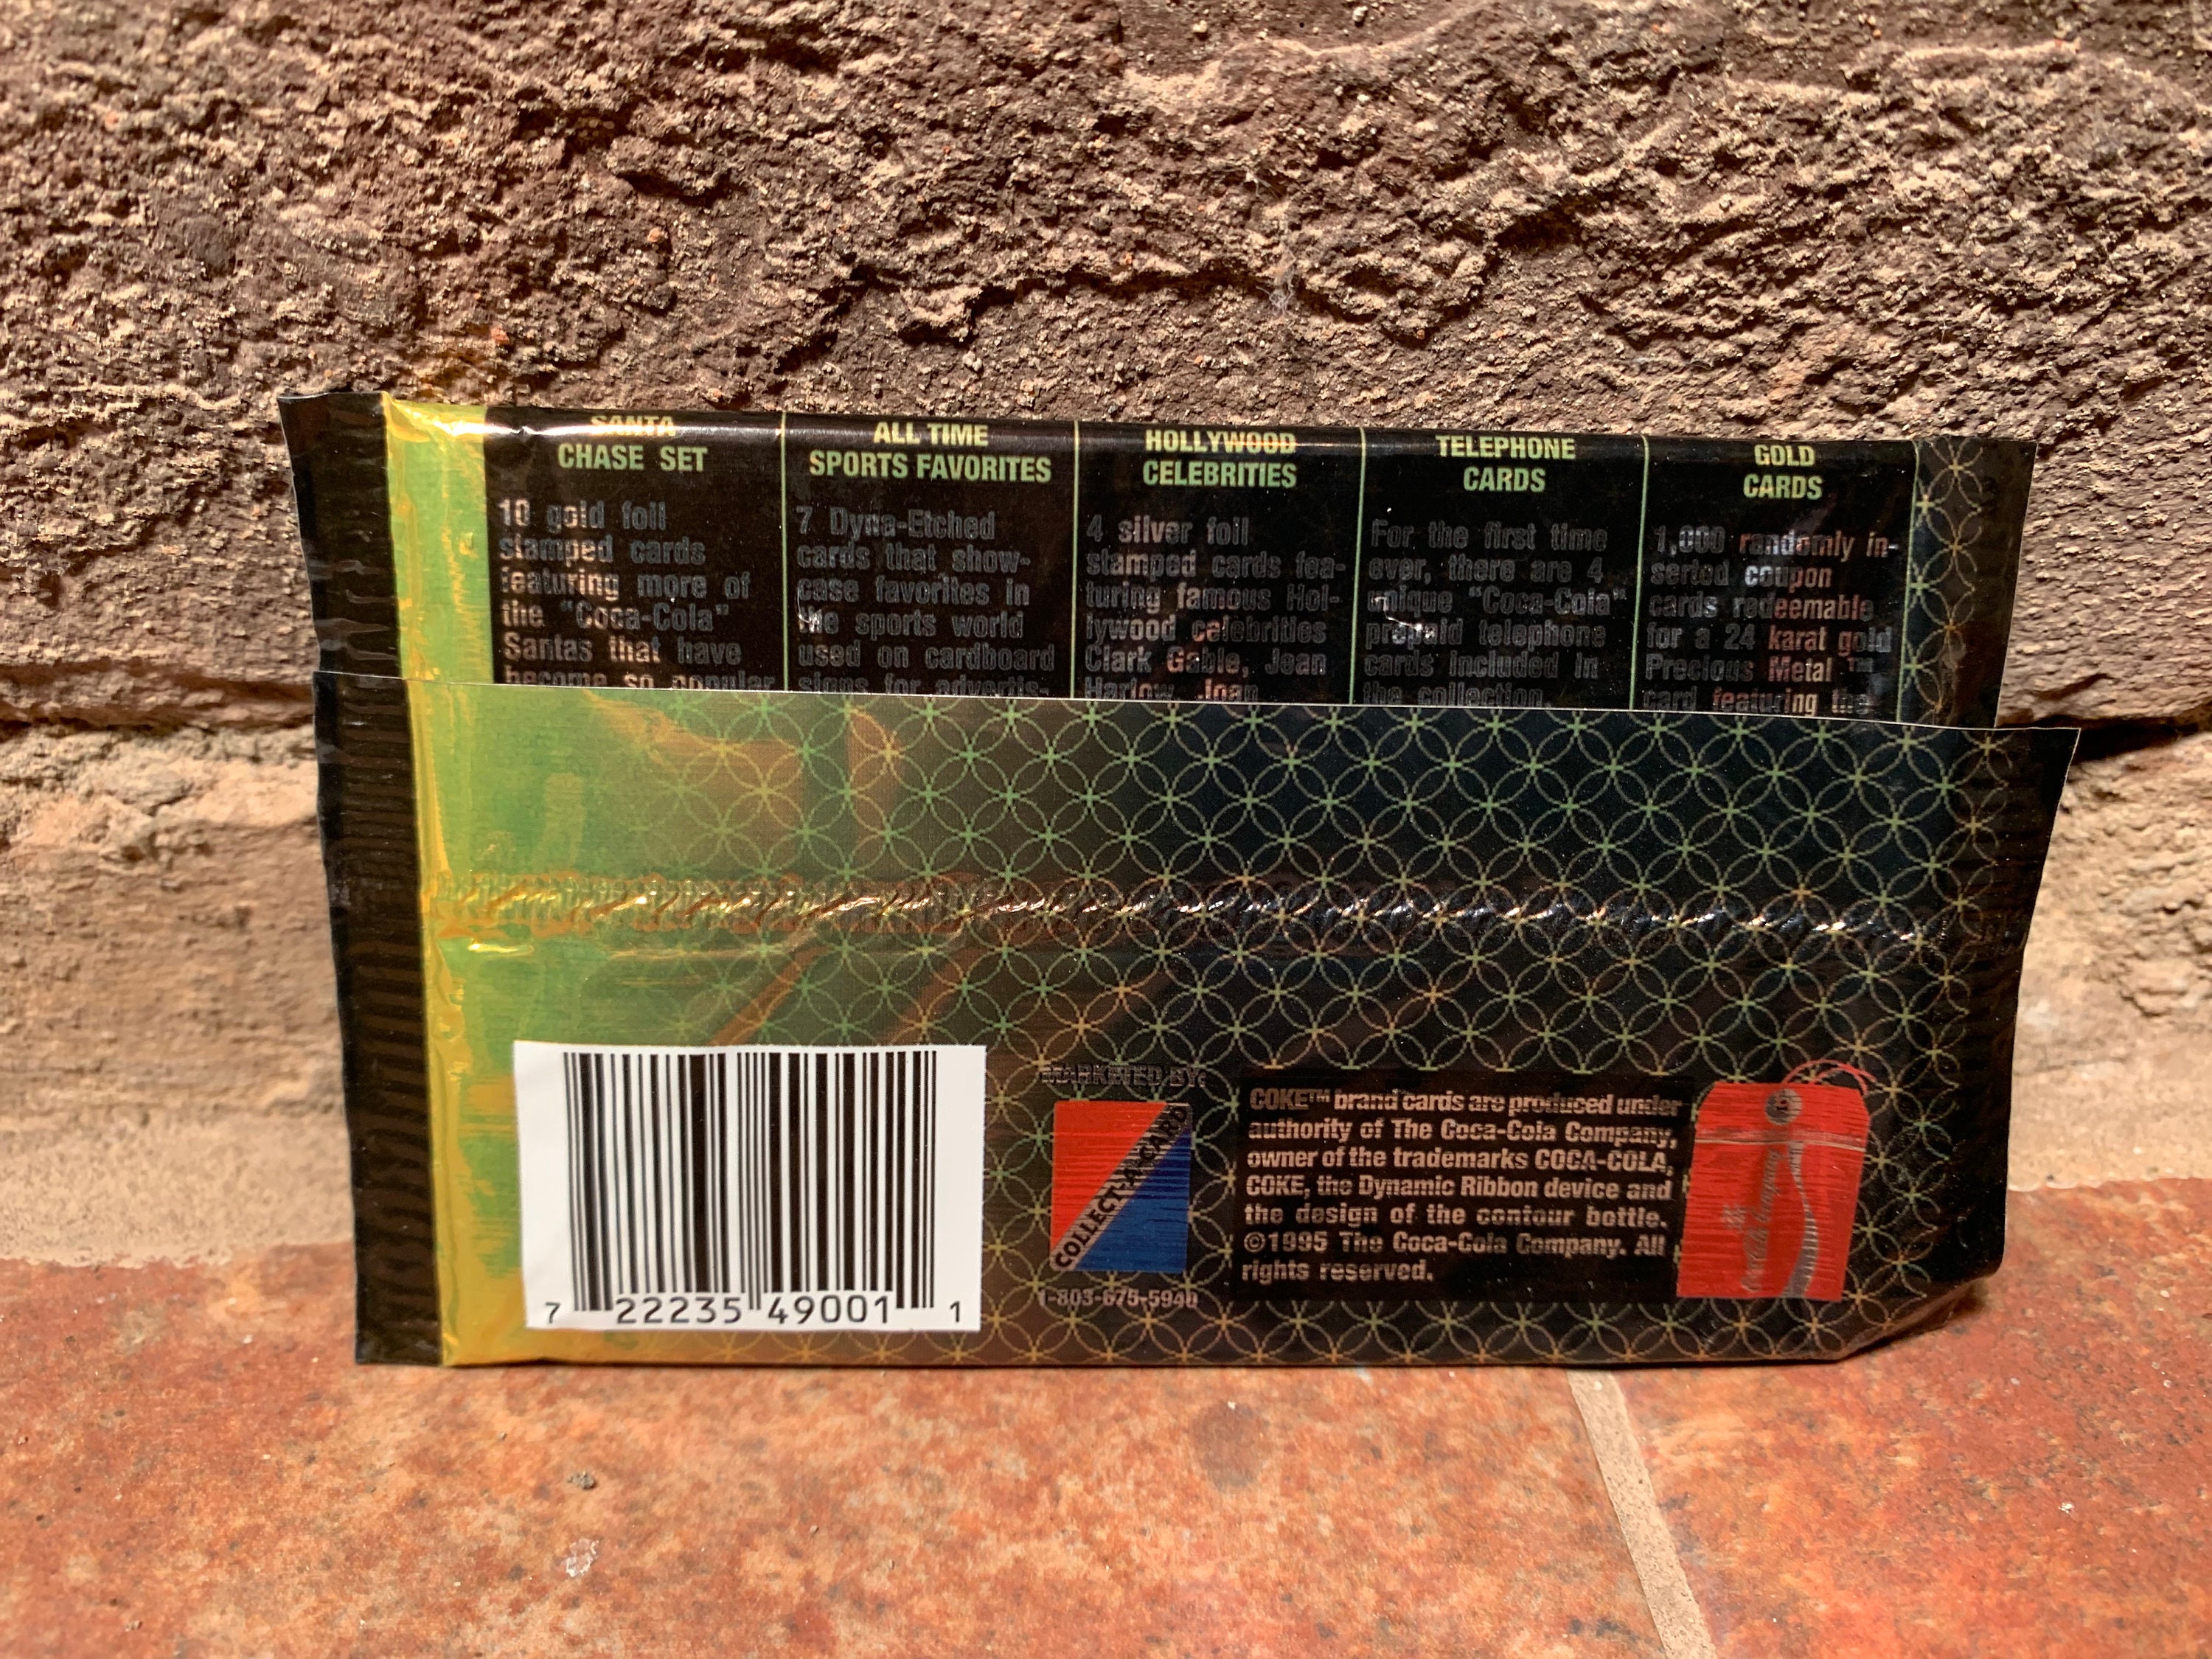 SANTA
CHASE SET
10 gold foil
stamped cards
featuring more of
the "Coca-Cola"
Santas that have
become so popular
ALL TIME
SPORTS FAVORITES
7 Dyna-Etched
cards that show-
case favorites in
the sports world
used on cardboard
signs for advertis-
HOLLYWOOD
CELEBRITIES
4 silver foil
stamped cards fea-
turing famous Hol-
lywood celebrities
Clark Gable, Jean
Harlow, Joan
TELEPHONE
CARDS
For the first time
ever, there are 4
unique "Coca-Cola"
prepaid telephone
cards included in
the collection.
GOLD
CARDS
1,000 randomly in-
serted coupon
cards redeemable
for a 24 karat gold
Precious Metal™
card featuring the
7 22235 49001 1
MARKETED BY:
COLLECT-A-CARD
1-803-675-5940
COKE™ brand cards are produced under
authority of The Coca-Cola Company,
owner of the trademarks COCA-COLA,
COKE, the Dynamic Ribbon device and
the design of the contour bottle.
©1995 The Coca-Cola Company. All
rights reserved.